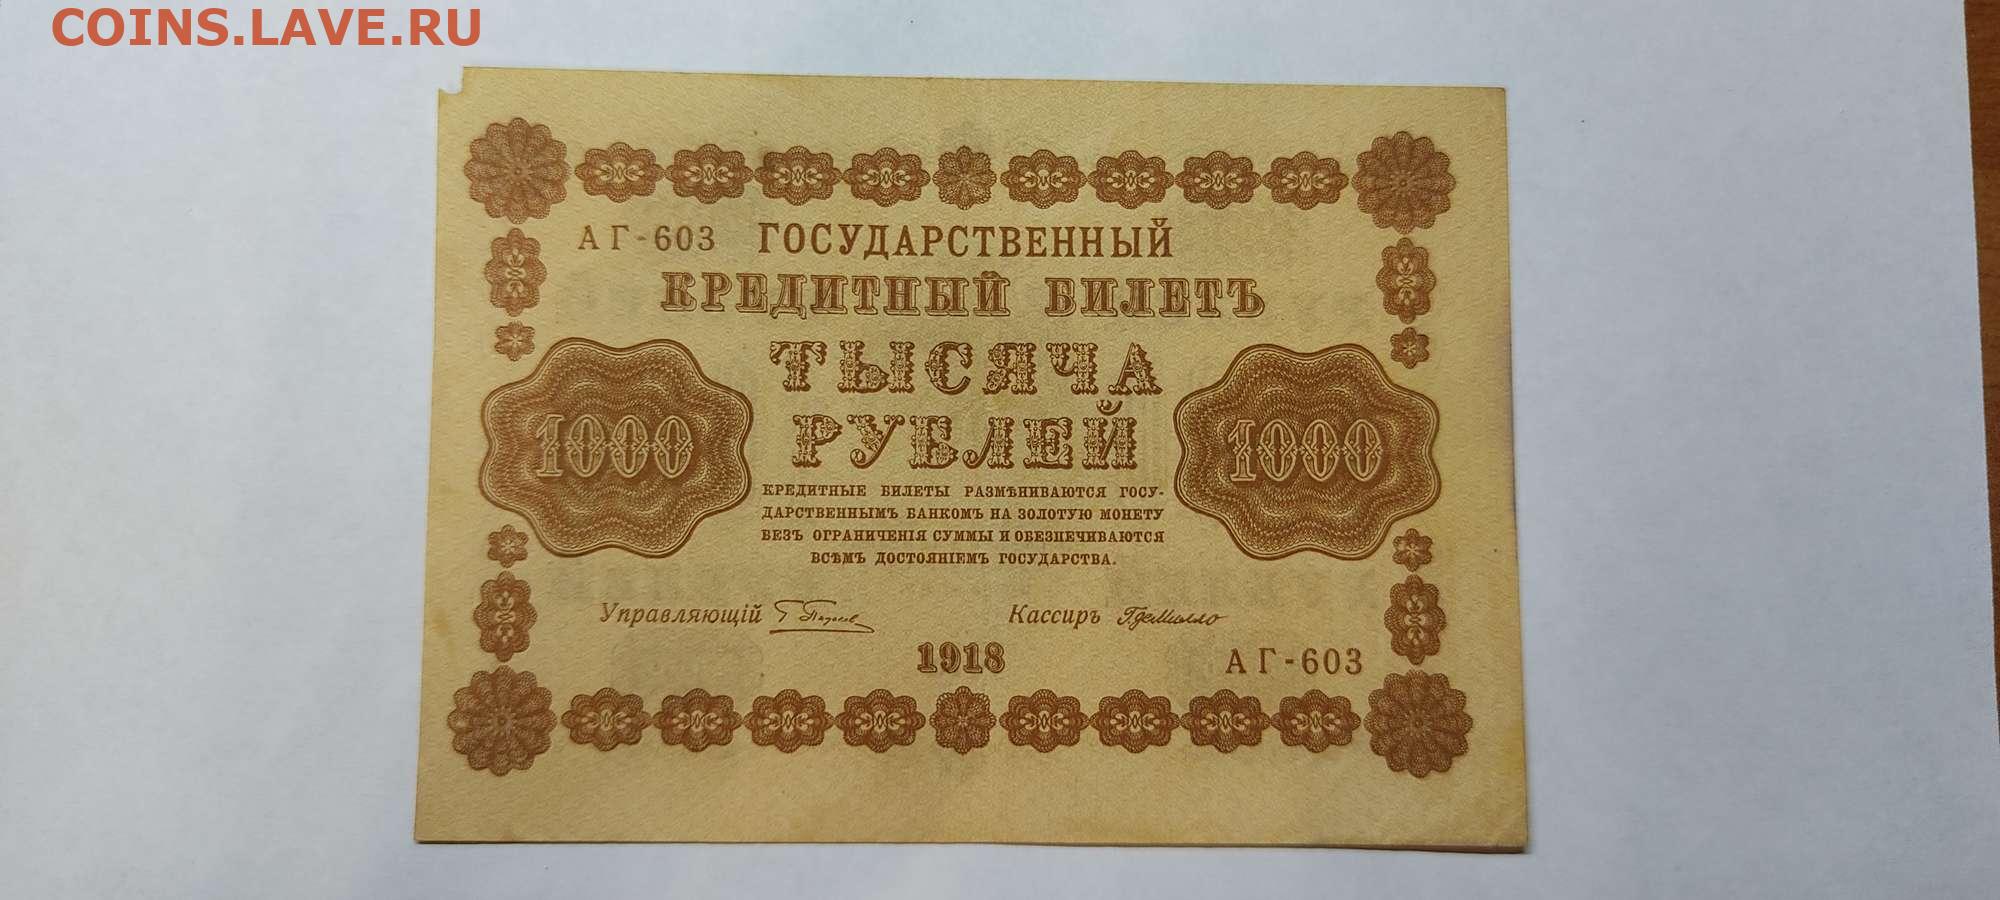 COINS.LAVE.RU
АГ-603 ГОСУДАРСТВЕННЫЙ
КРЕДИТНЫЙ БИЛЕТЪ
ТЫСЯЧА
РУБЛЕЙ
1000 1000
КРЕДИТНЫЕ БИЛЕТЫ РАЗМѢНИВАЮТСЯ ГОСУ-
ДАРСТВЕННЫМЪ БАНКОМЪ НА ЗОЛОТУЮ МОНЕТУ
БЕЗЪ ОГРАНИЧЕНІЯ СУММЫ И ОБЕЗПЕЧИВАЮТСЯ
ВСѢМЪ ДОСТОЯНІЕМЪ ГОСУДАРСТВА.
Управляющій Кассиръ ГдеМилло
1918 АГ-603